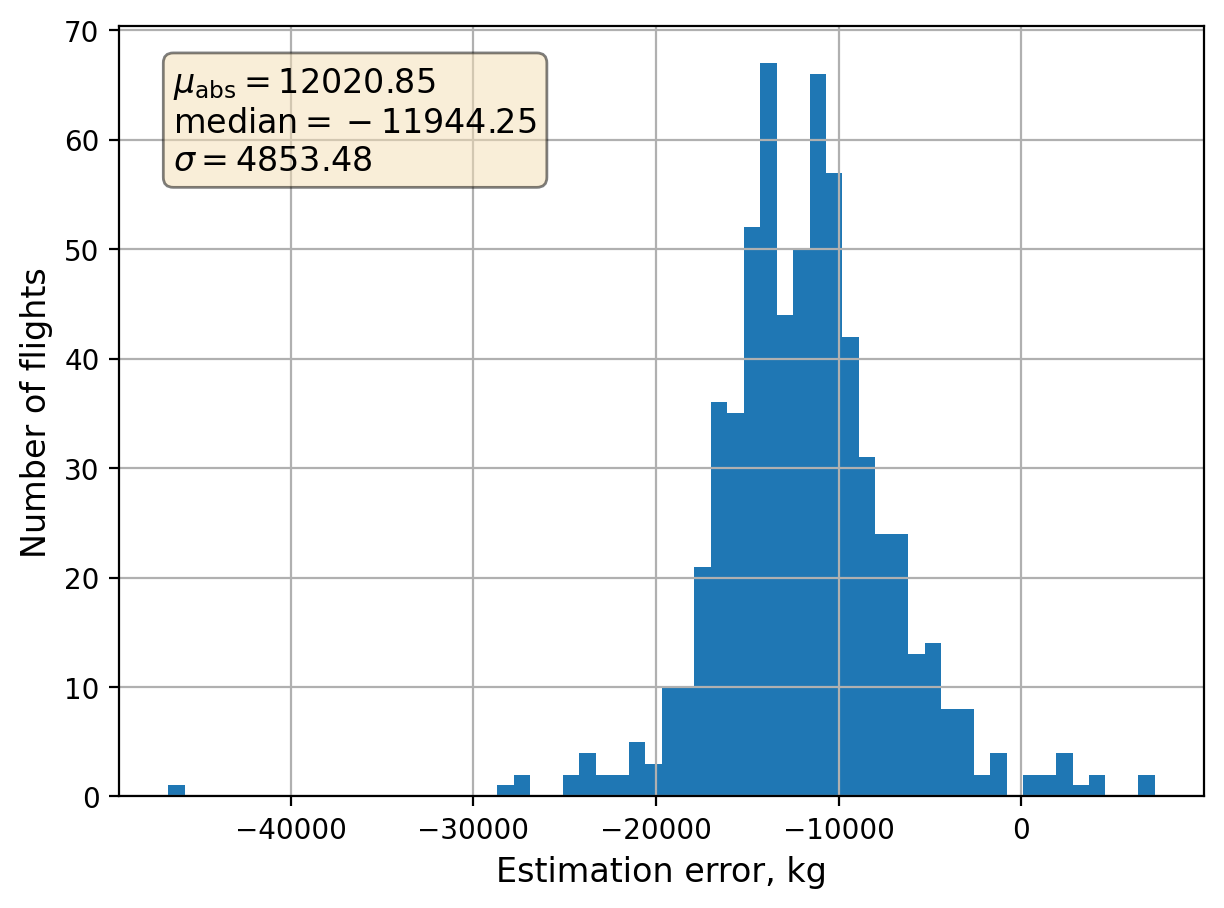 70
60
50
40
30
20
10
0
Number of flights
μabs = 12020.85
median = −11944.25
σ = 4853.48
−40000 −30000 −20000 −10000 0
Estimation error, kg